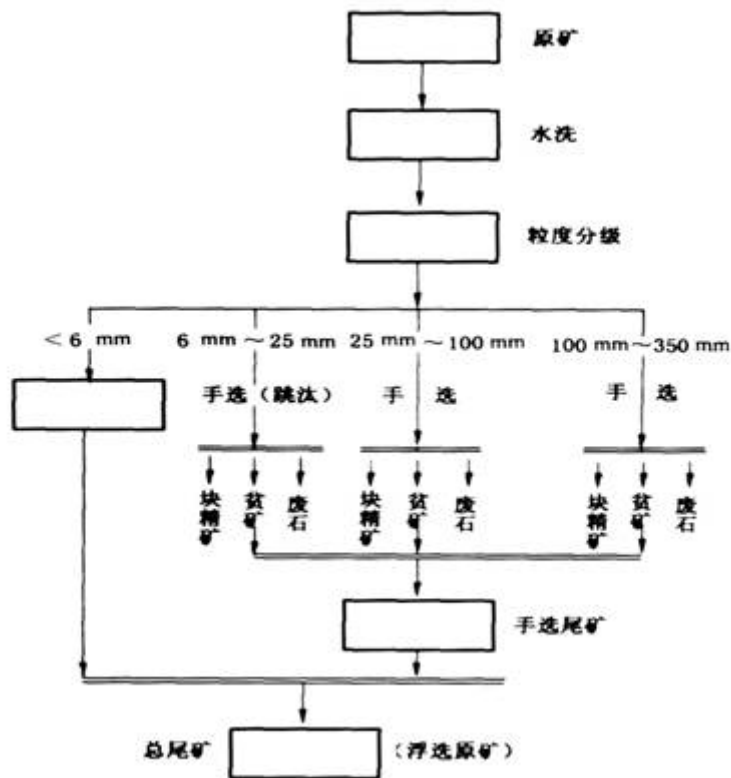 原矿
水洗
粒度分级
< 6 mm
6 mm ~ 25 mm
25 mm ~ 100 mm
100 mm ~ 350 mm
手选(跳汰)
手 选
手 选
块精矿
贫矿
废石
块精矿
贫矿
废石
块精矿
贫矿
废石
手选尾矿
总尾矿
(浮选原矿)